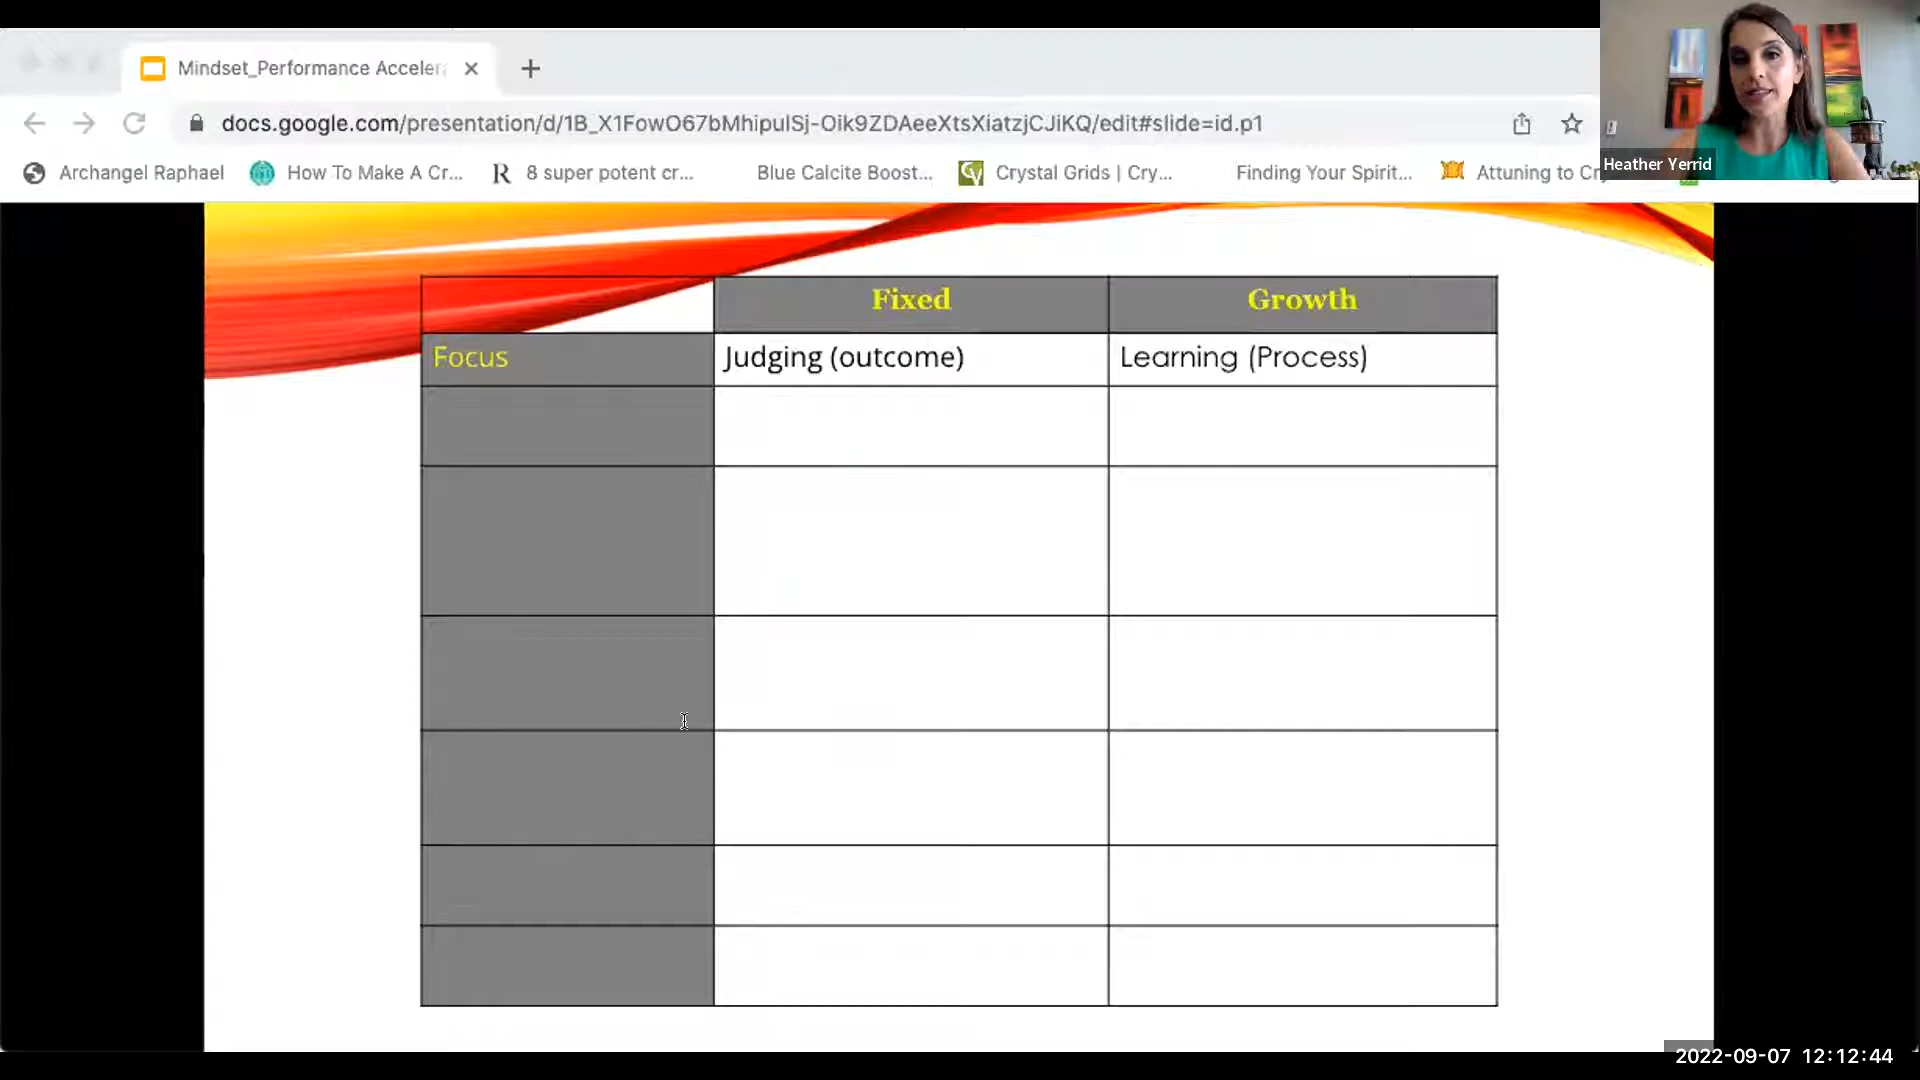 Mindset_Performance Acceler
docs.google.com/presentation/d/1B_X1FowO67bMhipulSj-Oik9ZDAeeXtsXiatzjCJiKQ/edit#slide=id.p1
Archangel Raphael
How To Make A Cr...
R 8 super potent cr...
Blue Calcite Boost...
Crystal Grids | Cry...
Finding Your Spirit...
Attuning to Cry
Heather Yerrid
Fixed Growth
Focus Judging (outcome) Learning (Process)
2022-09-07 12:12:44